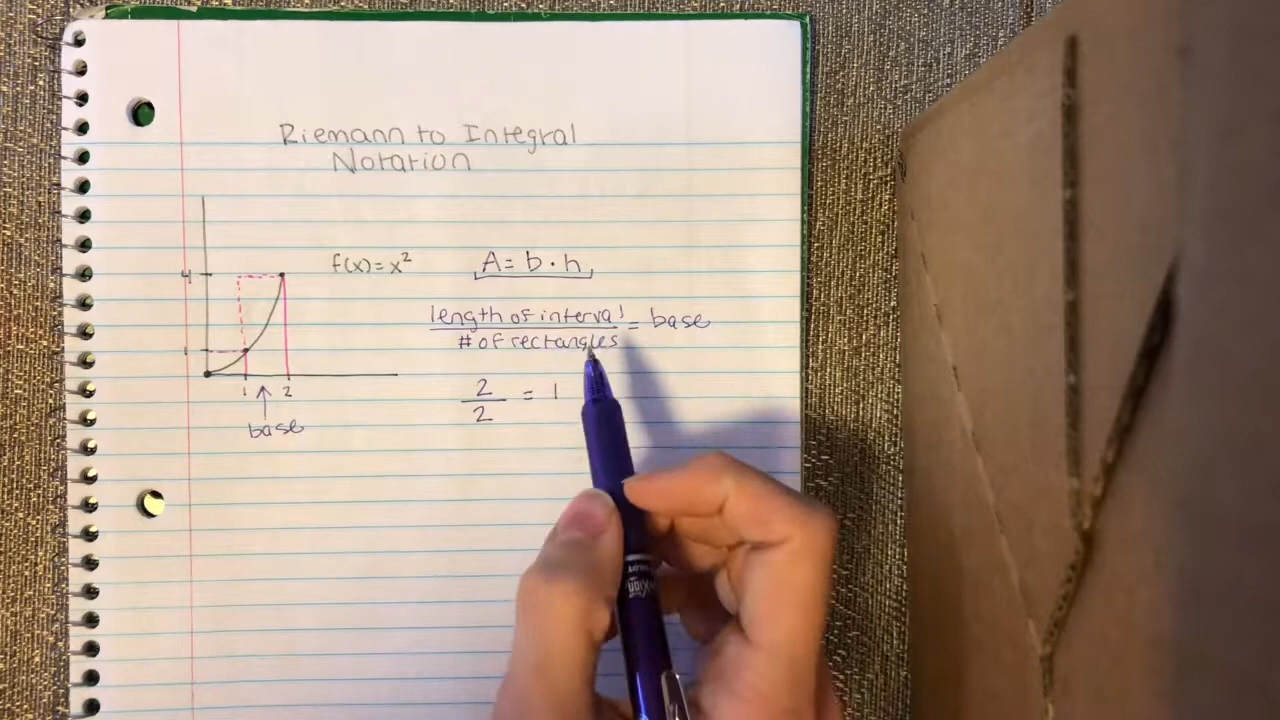 Riemann to Integral
Notation
f(x) = x²
A = b · h
4
length of interval
# of rectangles
= base
1
2
2
= 1
1 2
base